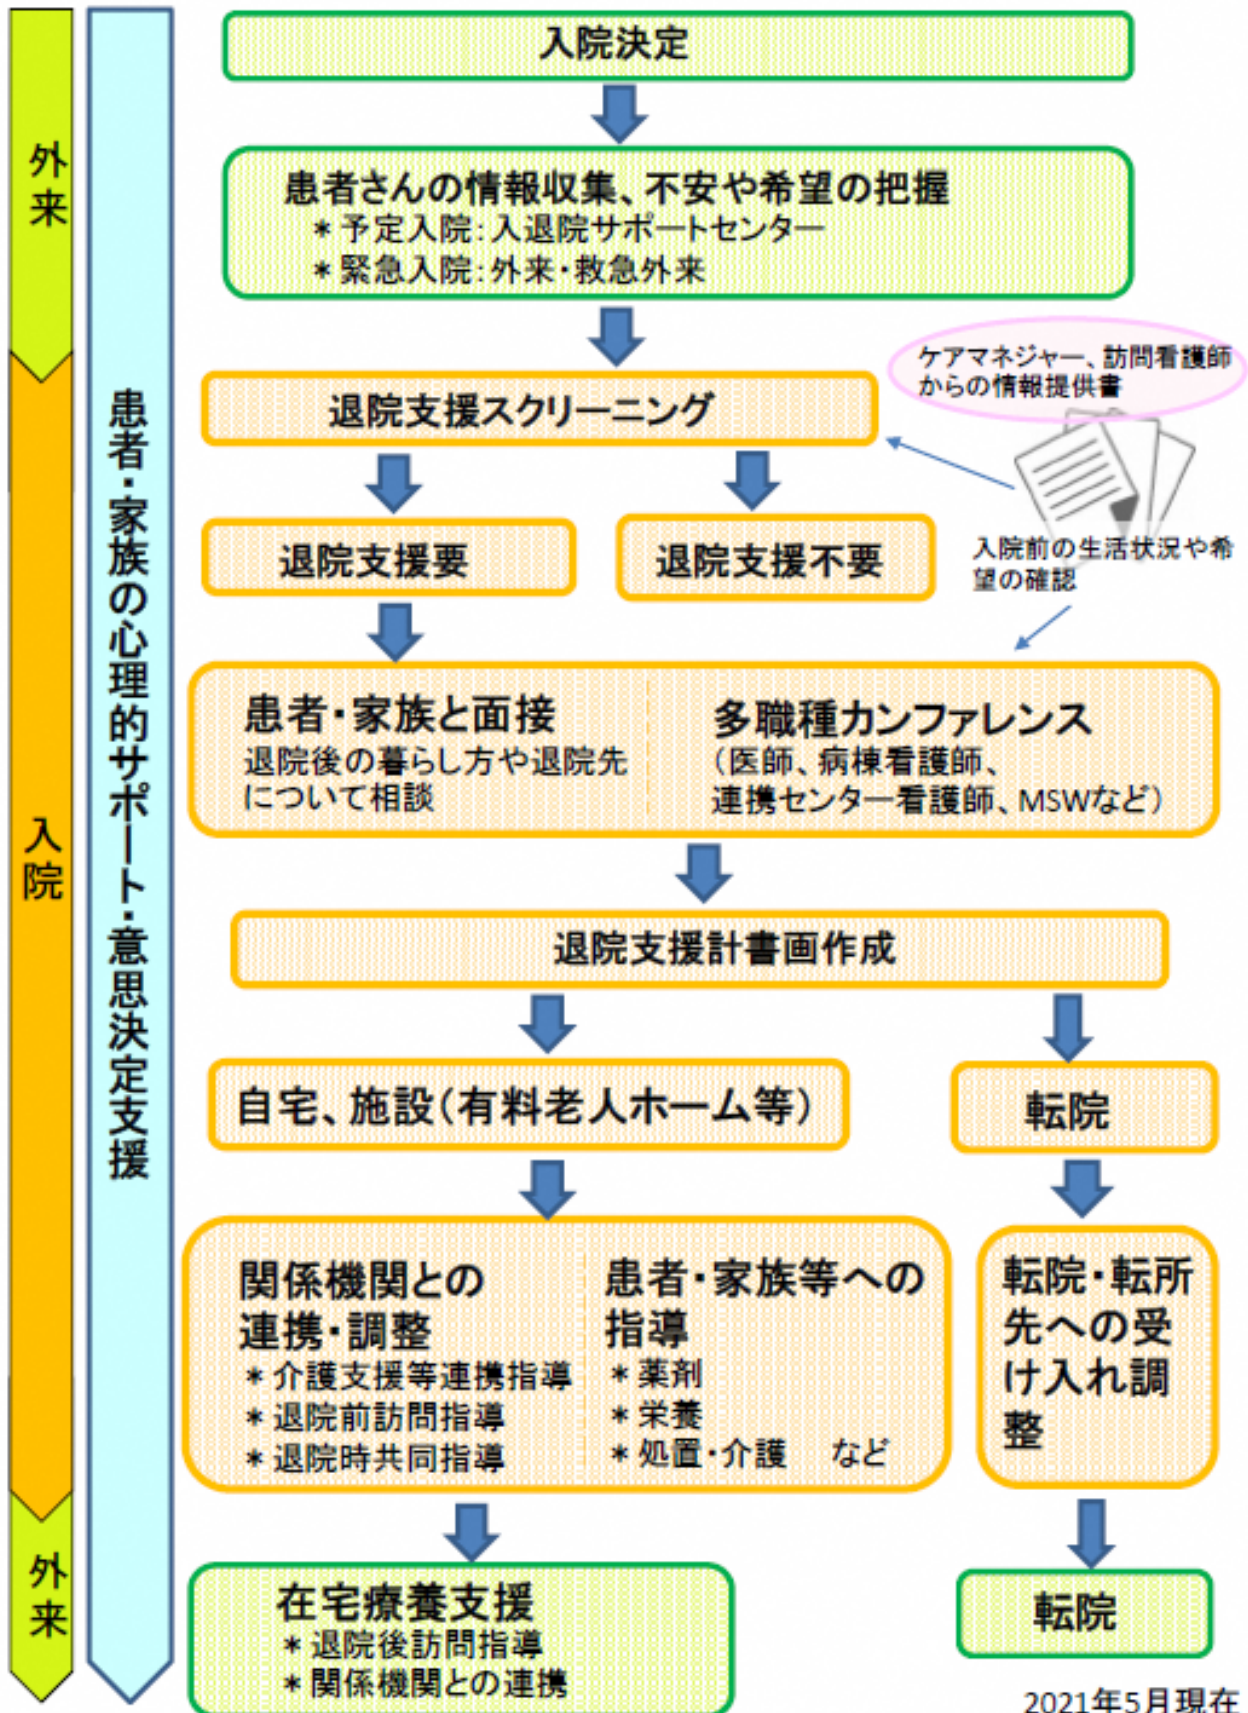 外来
入院
外来
患者・家族の心理的サポート・意思決定支援
入院決定
患者さんの情報収集、不安や希望の把握
＊予定入院：入退院サポートセンター
＊緊急入院：外来・救急外来
ケアマネジャー、訪問看護師
からの情報提供書
退院支援スクリーニング
退院支援要
退院支援不要
入院前の生活状況や希
望の確認
患者・家族と面接
退院後の暮らし方や退院先
について相談
多職種カンファレンス
（医師、病棟看護師、
連携センター看護師、MSWなど）
退院支援計書画作成
自宅、施設（有料老人ホーム等）
転院
関係機関との
連携・調整
＊介護支援等連携指導
＊退院前訪問指導
＊退院時共同指導
患者・家族等への
指導
＊薬剤
＊栄養
＊処置・介護　など
転院・転所
先への受
け入れ調
整
在宅療養支援
＊退院後訪問指導
＊関係機関との連携
転院
2021年5月現在